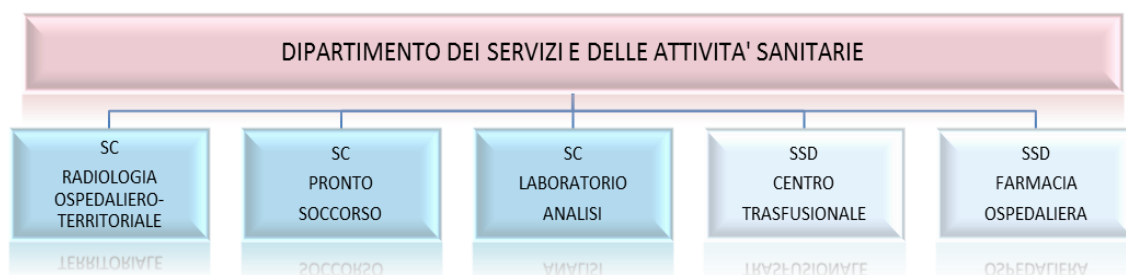 DIPARTIMENTO DEI SERVIZI E DELLE ATTIVITA' SANITARIE
SC
RADIOLOGIA
OSPEDALIERO-
TERRITORIALE
SC
PRONTO
SOCCORSO
SC
LABORATORIO
ANALISI
SSD
CENTRO
TRASFUSIONALE
SSD
FARMACIA
OSPEDALIERA